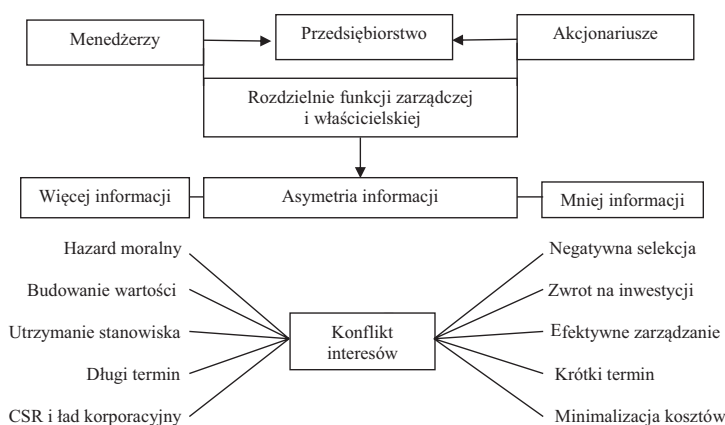 Menedżerzy
Przedsiębiorstwo
Akcjonariusze
Rozdzielnie funkcji zarządczej
i właścicielskiej
Więcej informacji
Asymetria informacji
Mniej informacji
Hazard moralny
Negatywna selekcja
Budowanie wartości
Zwrot na inwestycji
Utrzymanie stanowiska
Konflikt
interesów
Efektywne zarządzanie
Długi termin
Krótki termin
CSR i ład korporacyjny
Minimalizacja kosztów